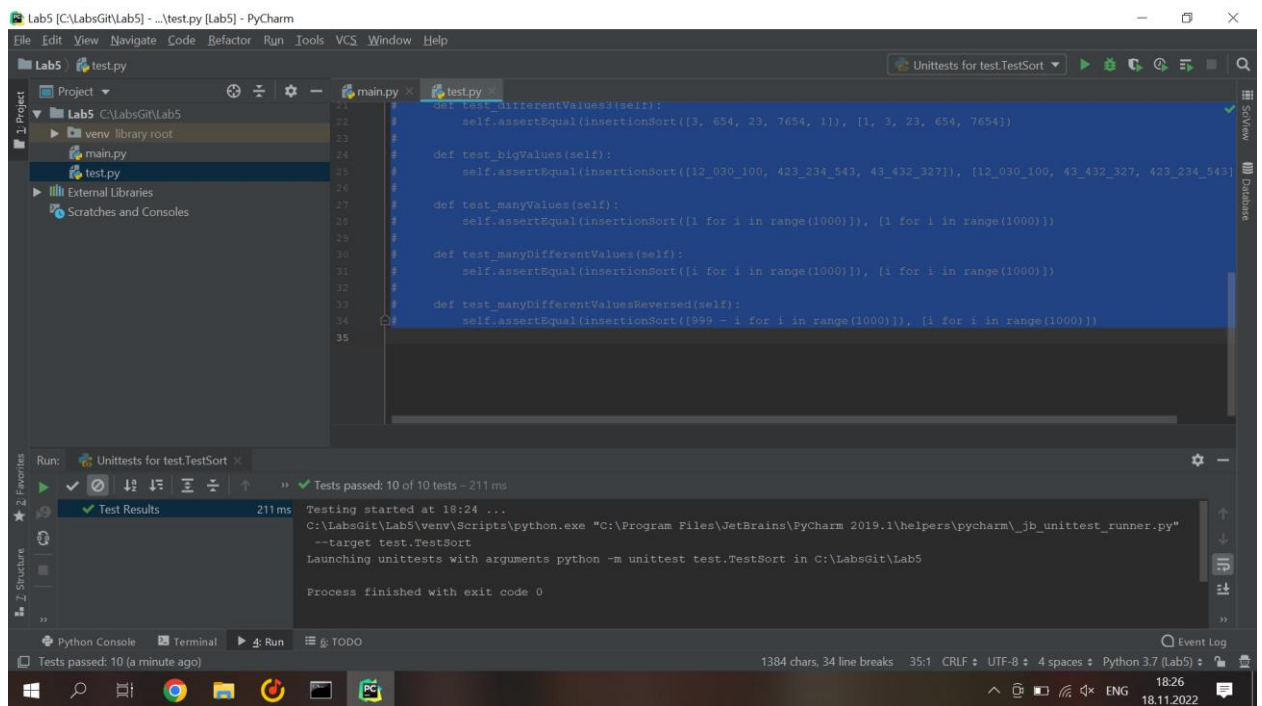 Lab5 [C:\LabsGit\Lab5] - ...\test.py [Lab5] - PyCharm
File Edit View Navigate Code Refactor Run Tools VCS Window Help
Lab5 test.py Unittests for test.TestSort
Project main.py test.py
Lab5 C:\LabsGit\Lab5
venv library root
main.py
test.py
External Libraries
Scratches and Consoles
1: Project
SciView
Database
21 # def test_differentValues3(self):
22 # self.assertEqual(insertionSort([3, 654, 23, 7654, 1]), [1, 3, 23, 654, 7654])
23 #
24 # def test_bigValues(self):
25 # self.assertEqual(insertionSort([12_030_100, 423_234_543, 43_432_327]), [12_030_100, 43_432_327, 423_234_543]
26 #
27 # def test_manyValues(self):
28 # self.assertEqual(insertionSort([1 for i in range(1000)]), [1 for i in range(1000)])
29 #
30 # def test_manyDifferentValues(self):
31 # self.assertEqual(insertionSort([i for i in range(1000)]), [i for i in range(1000)])
32 #
33 # def test_manyDifferentValuesReversed(self):
34 # self.assertEqual(insertionSort([999 - i for i in range(1000)]), [i for i in range(1000)])
35
2: Favorites
7: Structure
Run: Unittests for test.TestSort
» Tests passed: 10 of 10 tests – 211 ms
Test Results 211 ms
Testing started at 18:24 ...
C:\LabsGit\Lab5\venv\Scripts\python.exe "C:\Program Files\JetBrains\PyCharm 2019.1\helpers\pycharm\_jb_unittest_runner.py"
--target test.TestSort
Launching unittests with arguments python -m unittest test.TestSort in C:\LabsGit\Lab5
Process finished with exit code 0
Python Console Terminal 4: Run 6: TODO Event Log
Tests passed: 10 (a minute ago) 1384 chars, 34 line breaks 35:1 CRLF UTF-8 4 spaces Python 3.7 (Lab5)
PC ENG 18:26
18.11.2022